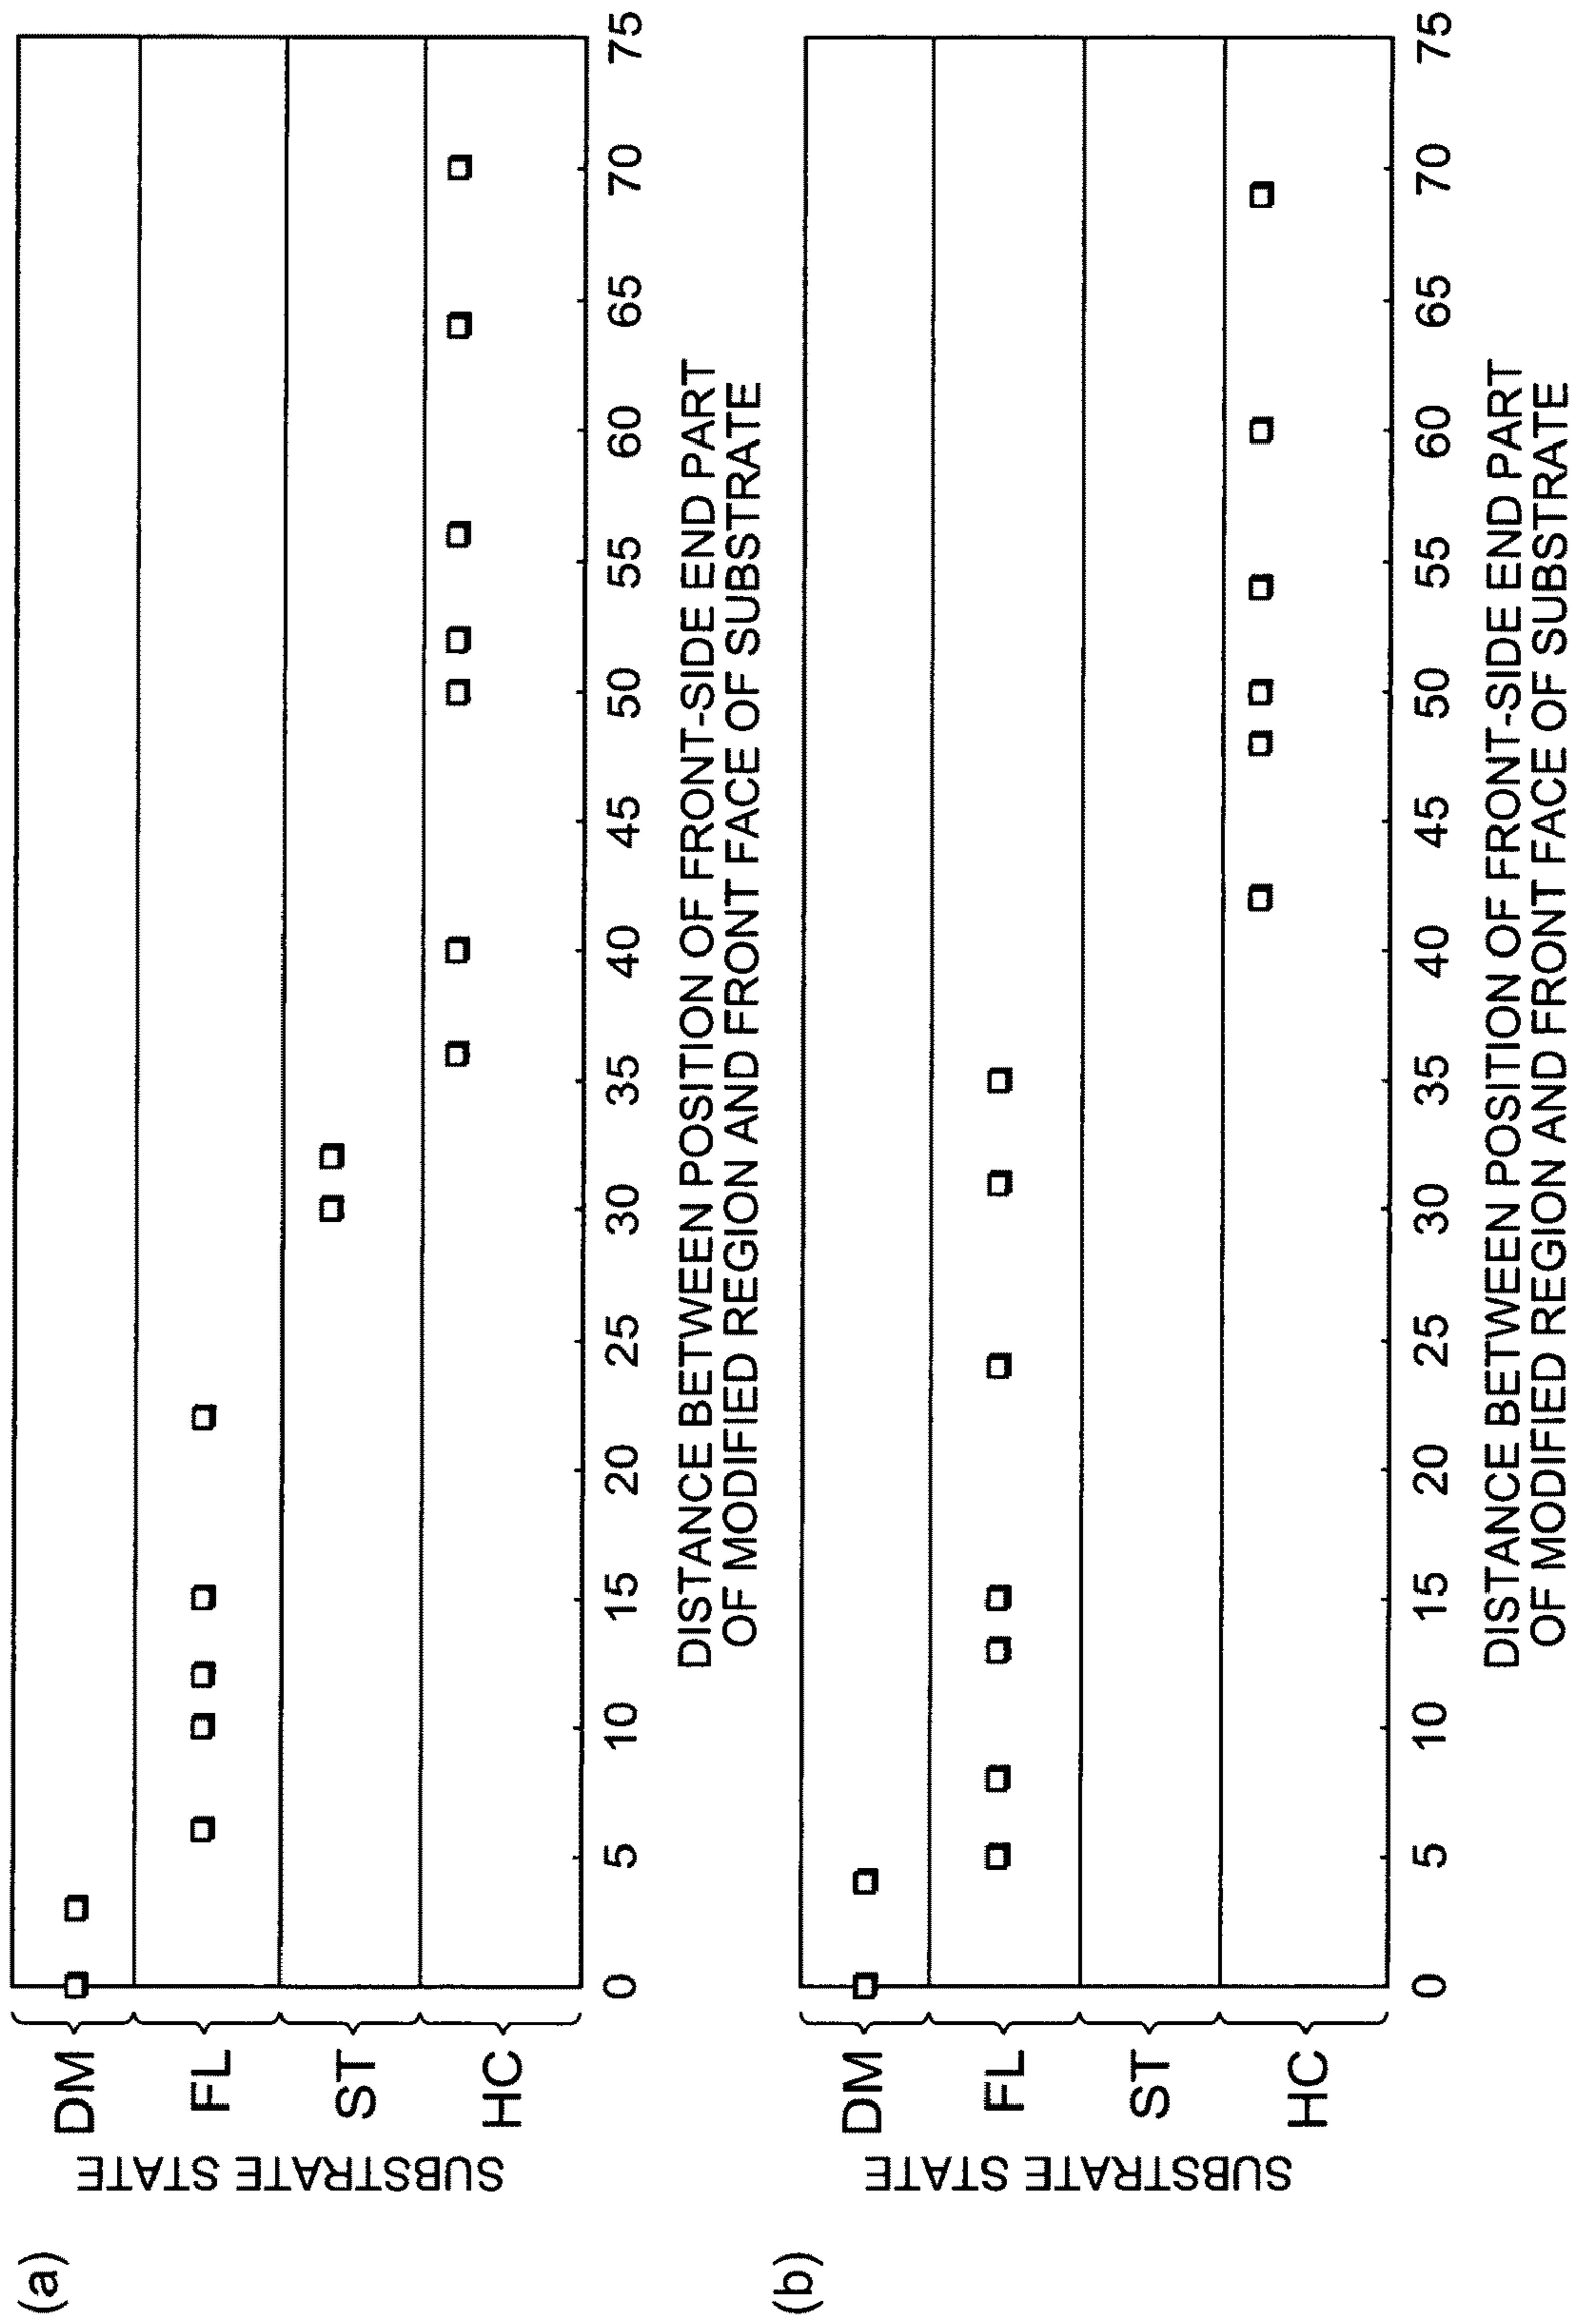 (a)
SUBSTRATE STATE
DM
FL
ST
HC
0 5 10 15 20 25 30 35 40 45 50 55 60 65 70 75
DISTANCE BETWEEN POSITION OF FRONT-SIDE END PART
OF MODIFIED REGION AND FRONT FACE OF SUBSTRATE
(b)
SUBSTRATE STATE
DM
FL
ST
HC
0 5 10 15 20 25 30 35 40 45 50 55 60 65 70 75
DISTANCE BETWEEN POSITION OF FRONT-SIDE END PART
OF MODIFIED REGION AND FRONT FACE OF SUBSTRATE